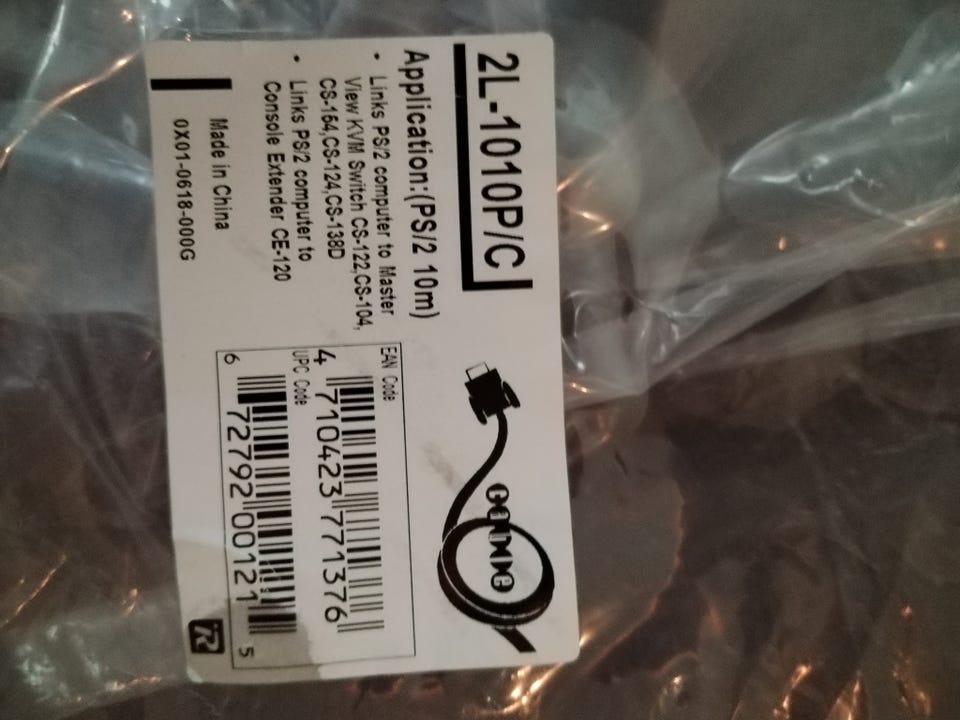 2L-1010P/C
Application:(PS/2 10m)
• Links PS/2 computer to Master
View KVM Switch CS-122,CS-104,
CS-164,CS-124,CS-138D
• Links PS/2 computer to
Console Extender CE-120
Made in China
0X01-0618-000G
cable
EAN Code
4 710423 771376
UPC Code
6 72792 00121 5